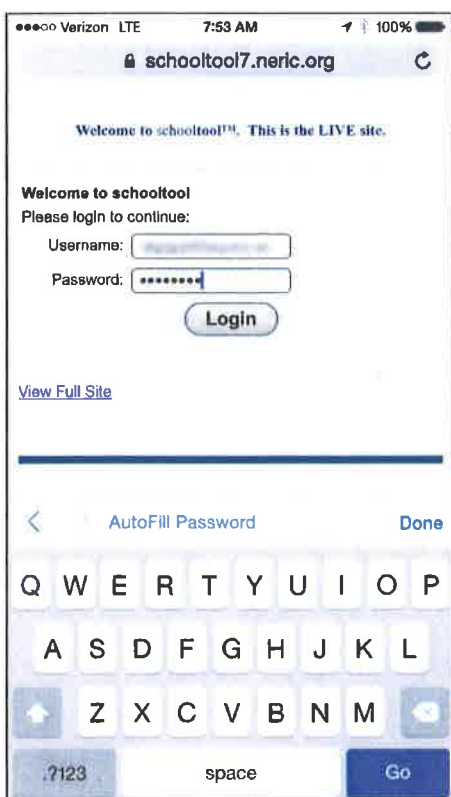 Verizon LTE 7:53 AM 100%
schooltool7.neric.org
Welcome to schooltool™. This is the LIVE site.
Welcome to schooltool
Please login to continue:
Username:
Password: ••••••••
Login
View Full Site
AutoFill Password Done
Q W E R T Y U I O P
A S D F G H J K L
Z X C V B N M
.?123 space Go